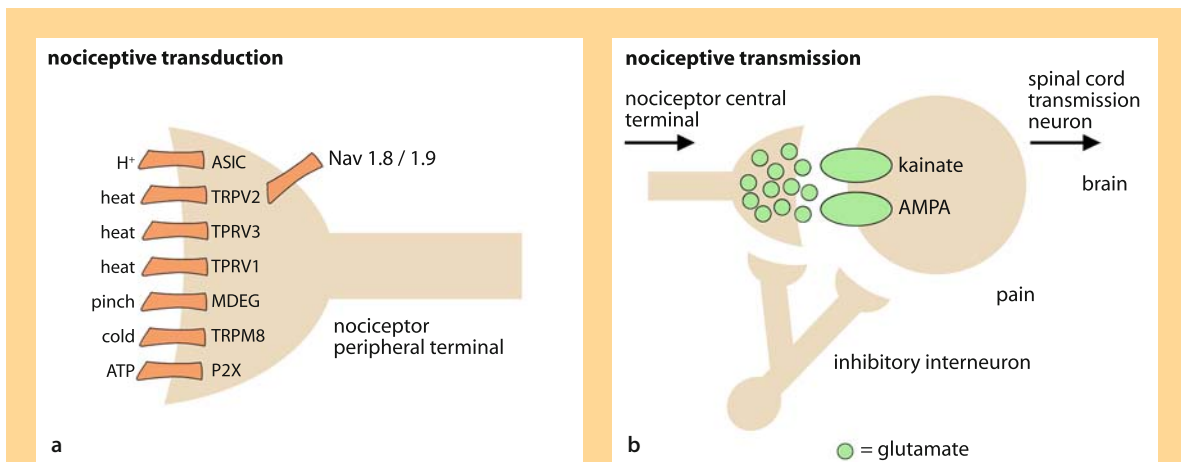 nociceptive transduction
H⁺ ASIC
Nav 1.8 / 1.9
heat TRPV2
heat TPRV3
heat TPRV1
pinch MDEG
cold TRPM8
ATP P2X
nociceptor
peripheral terminal
a
nociceptive transmission
nociceptor central
terminal
spinal cord
transmission
neuron
kainate
AMPA
brain
pain
inhibitory interneuron
b
= glutamate